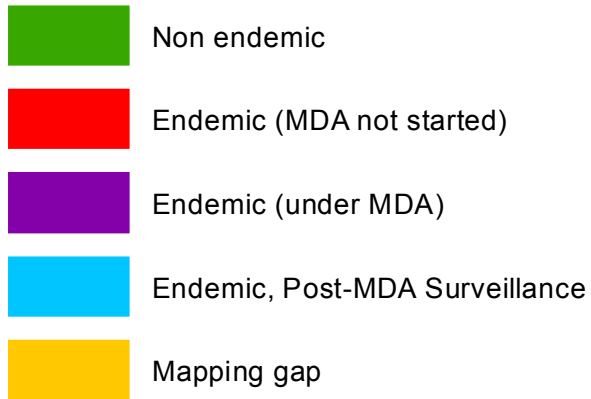 Non endemic
Endemic (MDA not started)
Endemic (under MDA)
Endemic, Post-MDA Surveillance
Mapping gap